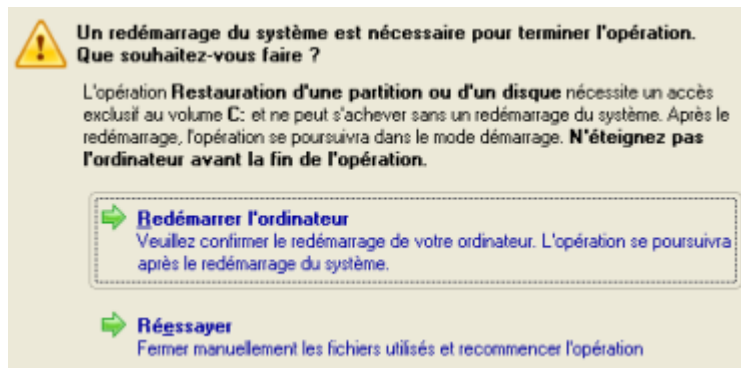 Un redémarrage du système est nécessaire pour terminer l'opération.
Que souhaitez-vous faire ?
L'opération Restauration d'une partition ou d'un disque nécessite un accès
exclusif au volume C: et ne peut s'achever sans un redémarrage du système. Après le
redémarrage, l'opération se poursuivra dans le mode démarrage. N'éteignez pas
l'ordinateur avant la fin de l'opération.
Redémarrer l'ordinateur
Veuillez confirmer le redémarrage de votre ordinateur. L'opération se poursuivra
après le redémarrage du système.
Réessayer
Fermer manuellement les fichiers utilisés et recommencer l'opération